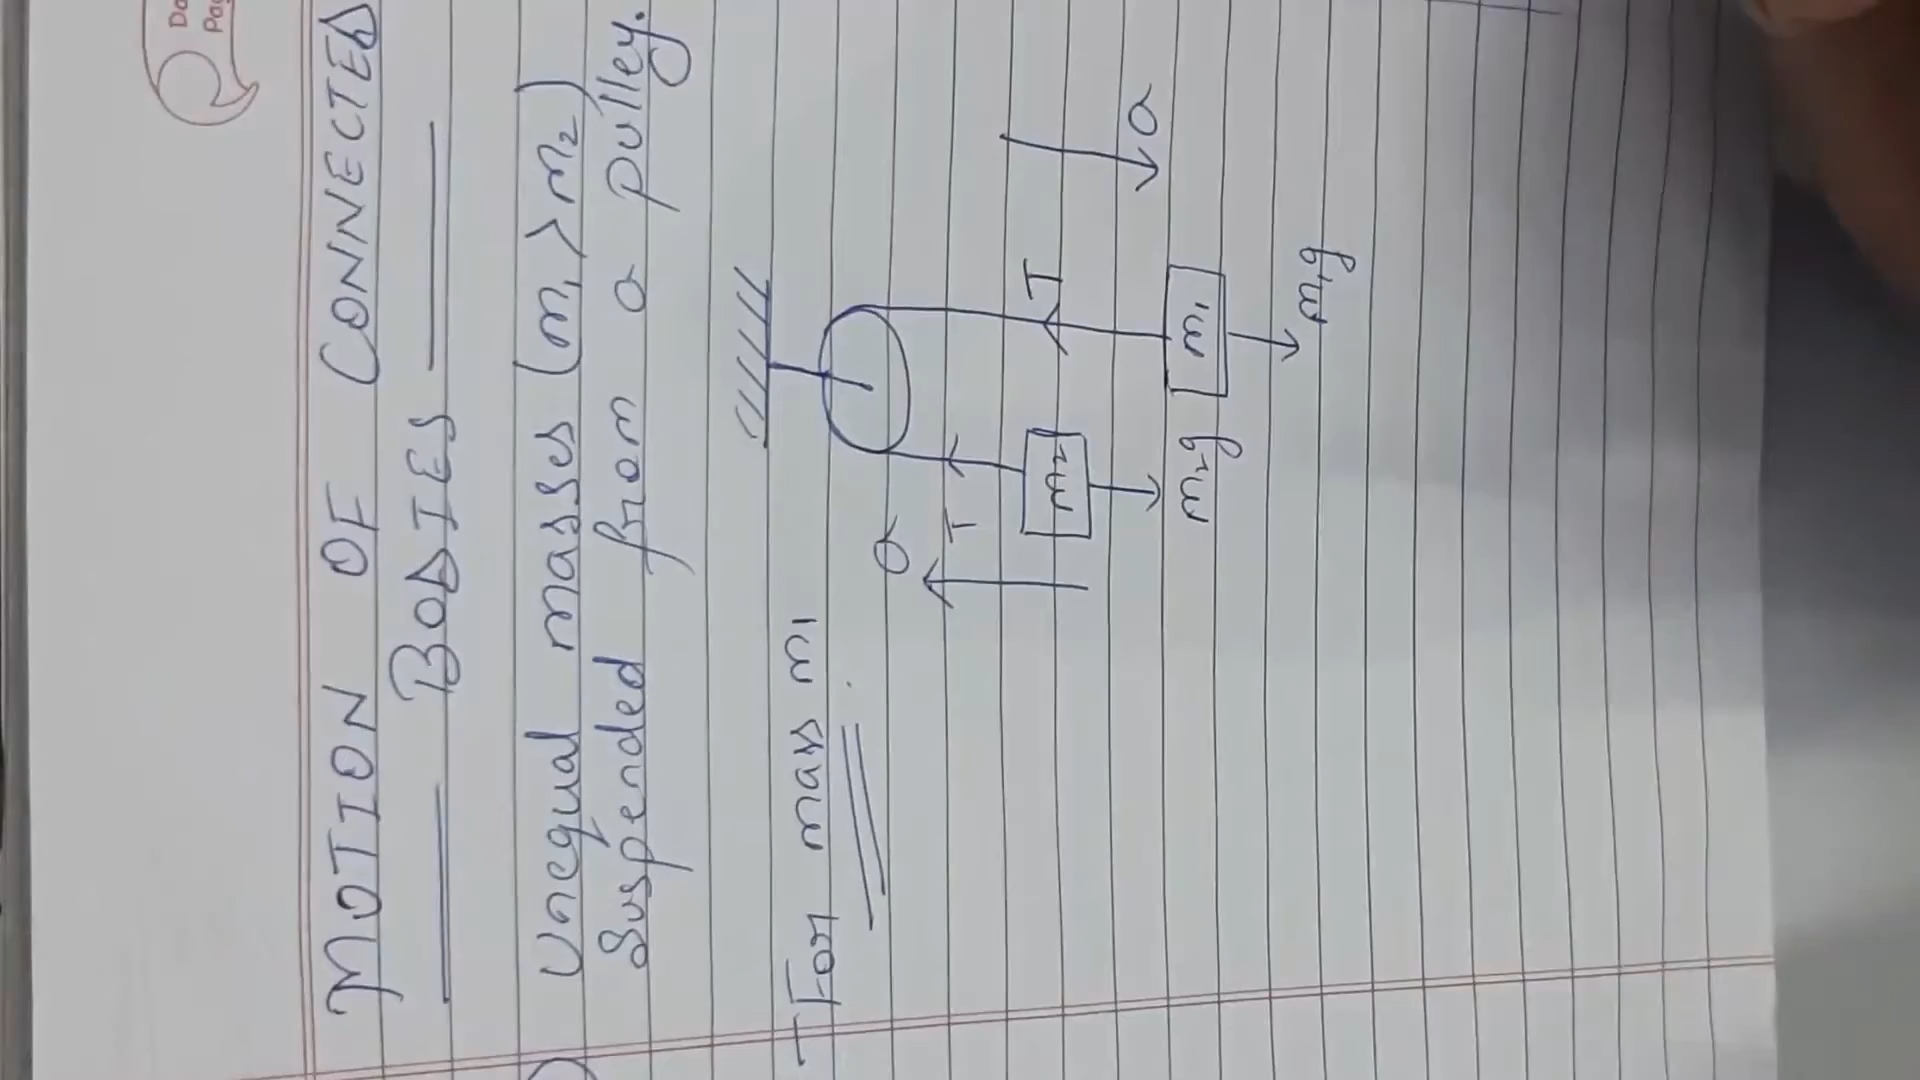 MOTION OF CONNECTED
BODIES
Unequal masses (m₁ > m₂)
Suspended from a pulley.
For mass m₁
a
T
T
a
m₂
m₁
m₂g
m₁g